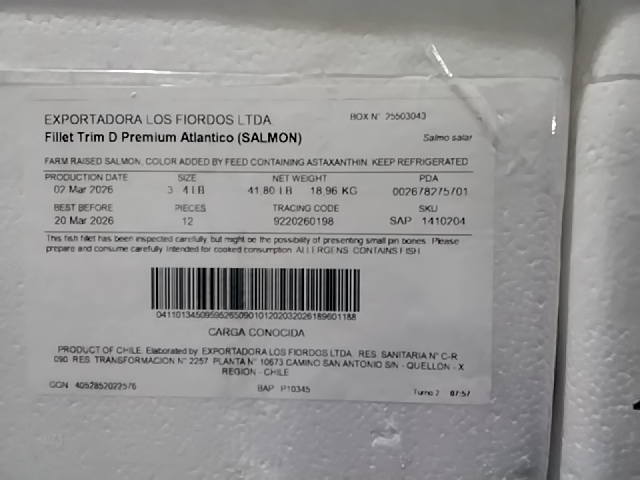 EXPORTADORA LOS FIORDOS LTDA. BOX N° 25503043
Fillet Trim D Premium Atlantico (SALMON) Salmo salar
FARM RAISED SALMON, COLOR ADDED BY FEED CONTAINING ASTAXANTHIN. KEEP REFRIGERATED
PRODUCTION DATE SIZE NET WEIGHT PDA
02 Mar 2026 3 4 LB 41.80 LB 18.96 KG 002678275701
BEST BEFORE PIECES TRACING CODE SKU
20 Mar 2026 12 9220260198 SAP 1410204
This fish fillet has been inspected carefully, but might be the possibility of presenting small pin bones. Please
prepare and consume carefully. Intended for cooked consumption. ALLERGENS: CONTAINS FISH
CARGA CONOCIDA
PRODUCT OF CHILE. Elaborated by: EXPORTADORA LOS FIORDOS LTDA. RES. SANITARIA N° C-R
090 RES. TRANSFORMACION N° 2257 PLANTA N° 10673 CAMINO SAN ANTONIO S/N - QUELLON - X
REGION - CHILE
GGN 4052852022576 BAP P10345 Turno 2 07:57